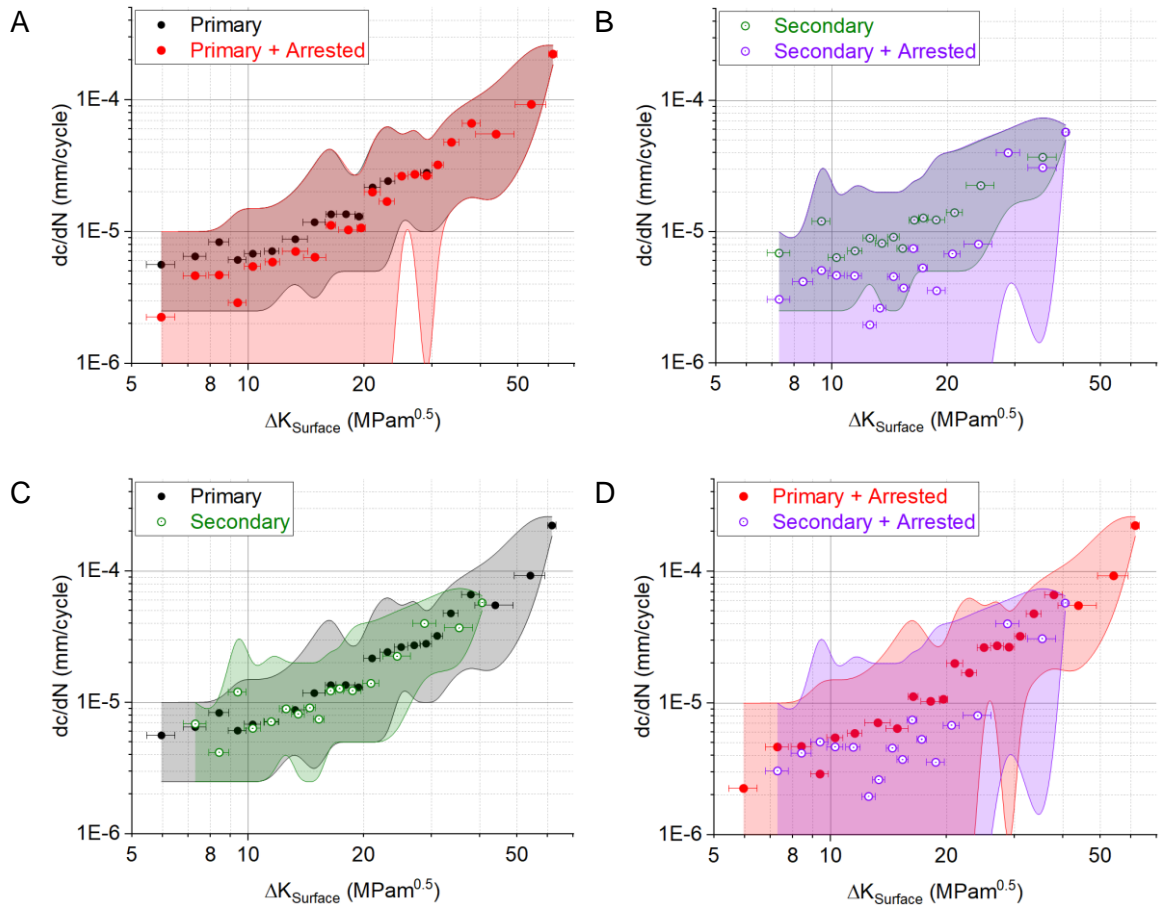 A
Primary
Primary + Arrested
dc/dN (mm/cycle)
1E-4
1E-5
1E-6
5 8 10 20 50
ΔK_Surface (MPam^0.5)
B
Secondary
Secondary + Arrested
dc/dN (mm/cycle)
1E-4
1E-5
1E-6
5 8 10 20 50
ΔK_Surface (MPam^0.5)
C
Primary
Secondary
dc/dN (mm/cycle)
1E-4
1E-5
1E-6
5 8 10 20 50
ΔK_Surface (MPam^0.5)
D
Primary + Arrested
Secondary + Arrested
dc/dN (mm/cycle)
1E-4
1E-5
1E-6
5 8 10 20 50
ΔK_Surface (MPam^0.5)